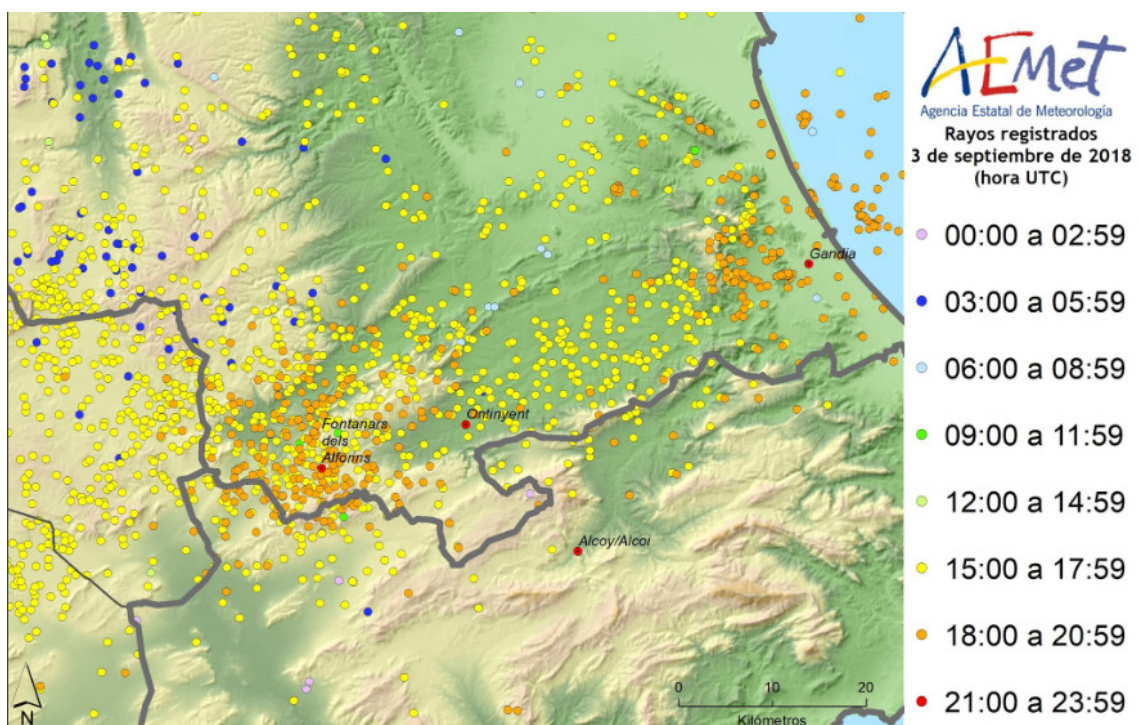 AEMet
Agencia Estatal de Meteorología
Rayos registrados
3 de septiembre de 2018
(hora UTC)
00:00 a 02:59
03:00 a 05:59
06:00 a 08:59
09:00 a 11:59
12:00 a 14:59
15:00 a 17:59
18:00 a 20:59
21:00 a 23:59
Gandia
Ontinyent
Fontanars
dels
Alforins
Alcoy/Alcoi
N
0 10 20
Kilómetros